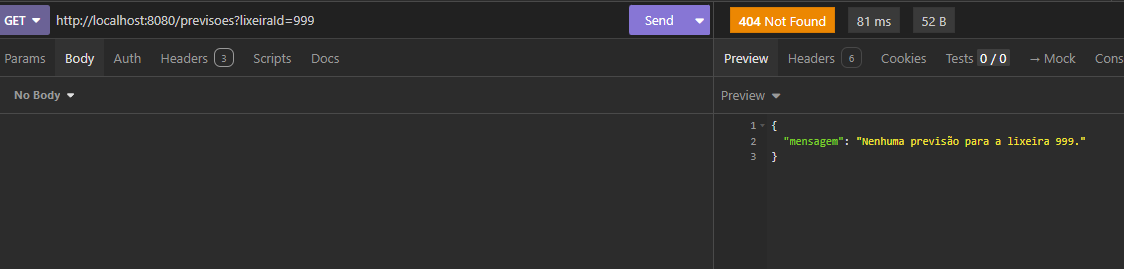 GET http://localhost:8080/previsoes?lixeiraId=999 Send
404 Not Found 81 ms 52 B
Params Body Auth Headers 3 Scripts Docs
Preview Headers 6 Cookies Tests 0 / 0 → Mock Cons
No Body
Preview
1 {
2 "mensagem": "Nenhuma previsão para a lixeira 999."
3 }